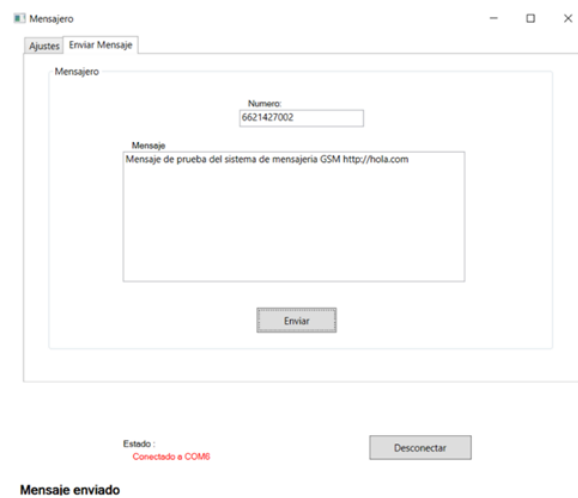 Mensajero
Ajustes Enviar Mensaje
Mensajero
Numero:
6621427002
Mensaje
Mensaje de prueba del sistema de mensajeria GSM http://hola.com
Enviar
Estado :
Conectado a COM6
Desconectar
Mensaje enviado